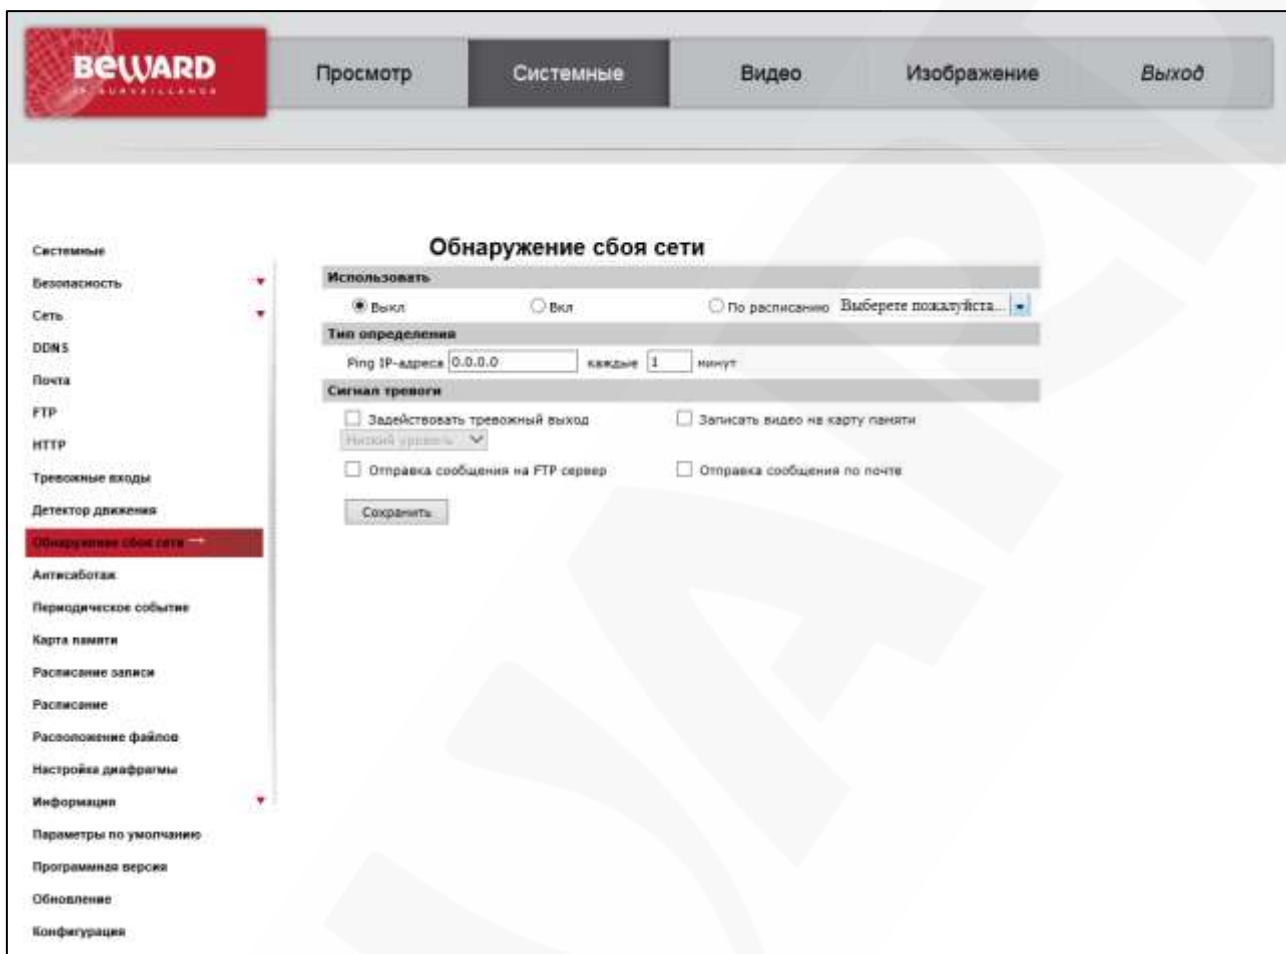 BEWARD
IP SURVEILLANCE
Просмотр
Системные
Видео
Изображение
Выход
Обнаружение сбоя сети
Системные
Безопасность
Сеть
DDNS
Почта
FTP
HTTP
Тревожные входы
Детектор движения
Обнаружение сбоя сети →
Антисаботаж
Периодическое событие
Карта памяти
Расписание записи
Расписание
Расположение файлов
Настройка диафрагмы
Информация
Параметры по умолчанию
Программная версия
Обновление
Конфигурация
Использовать
Выкл Вкл По расписанию Выберете пожалуйста...
Тип определения
Ping IP-адреса 0.0.0.0 каждые 1 минут
Сигнал тревоги
Задействовать тревожный выход Записать видео на карту памяти
Низкий уровень
Отправка сообщения на FTP сервер Отправка сообщения по почте
Сохранить